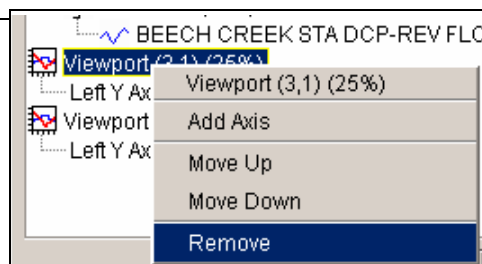 BEECH CREEK STA DCP-REV FLO
Viewport (3,1) (25%)
Viewport (3,1) (25%)
Left Y Ax
Add Axis
Viewport
Left Y Ax
Move Up
Move Down
Remove